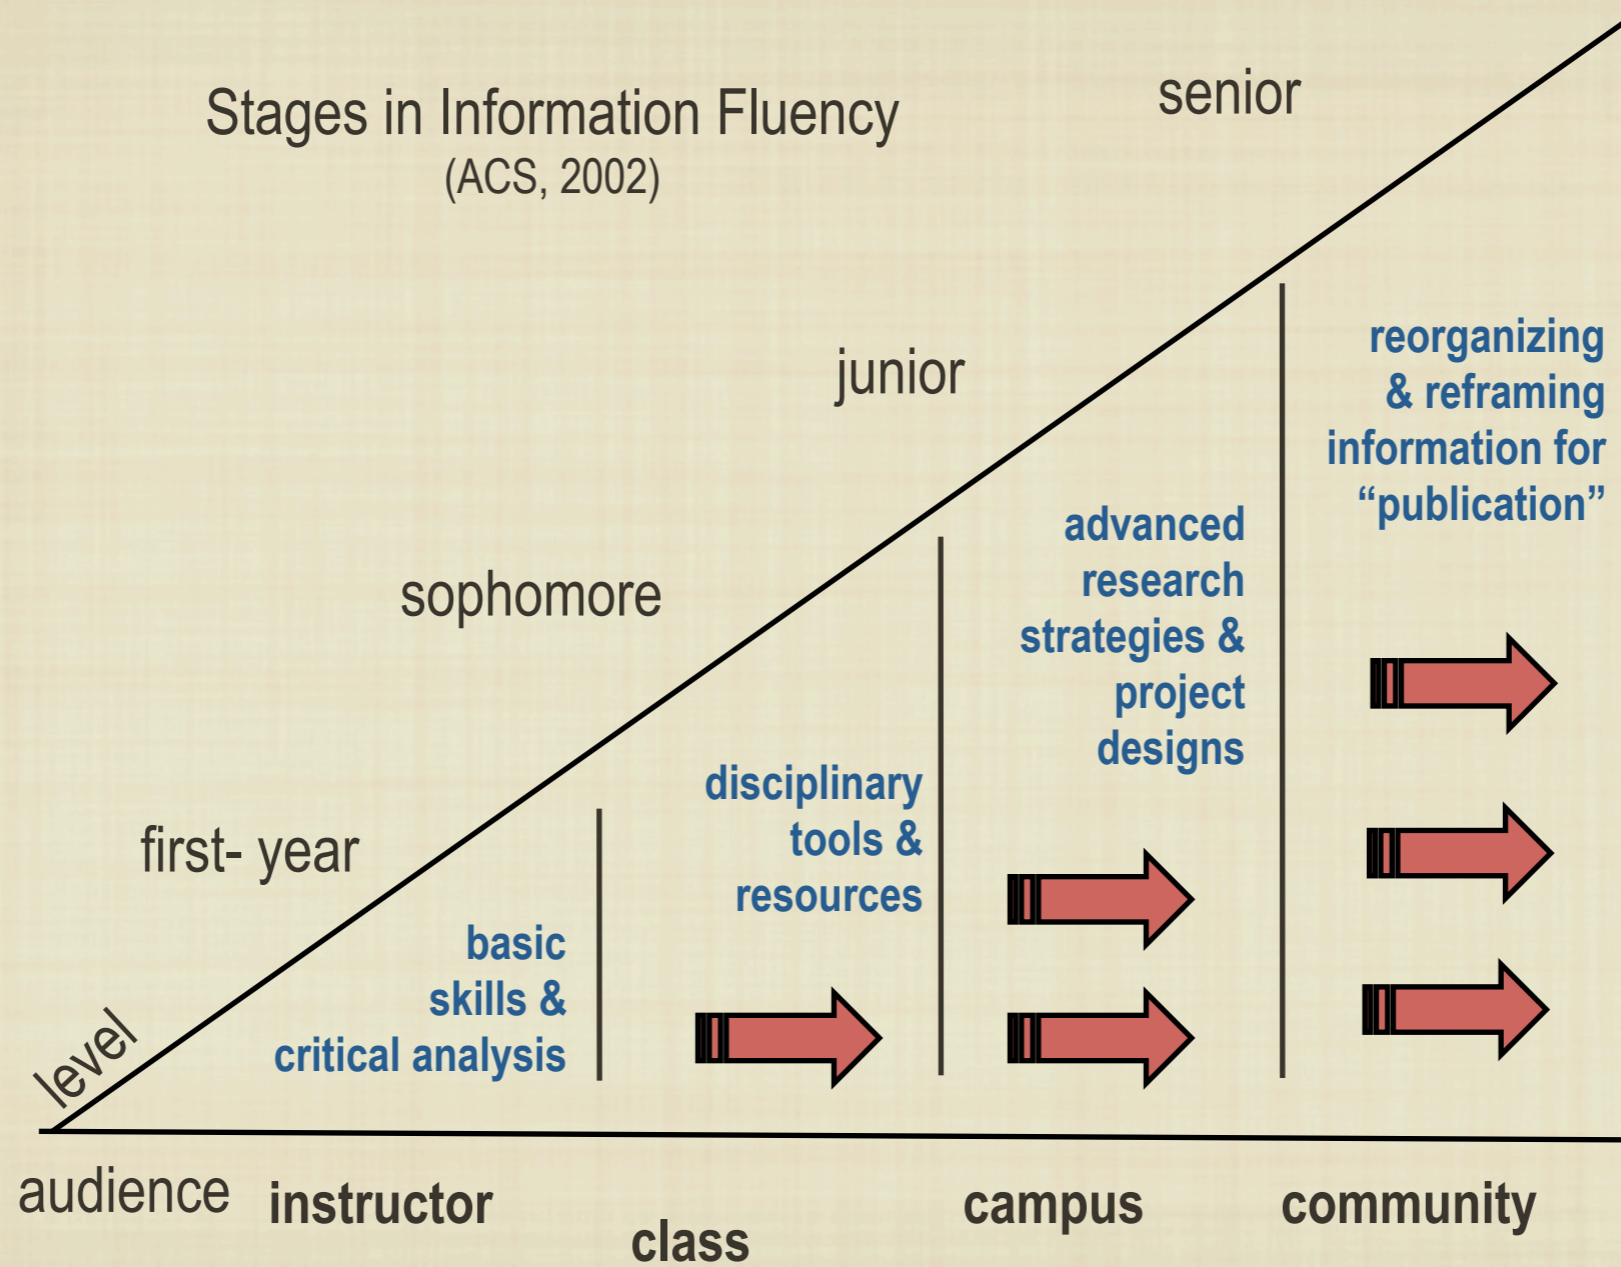 Stages in Information Fluency
(ACS, 2002)
senior
junior
sophomore
first- year
level
basic
skills &
critical analysis
disciplinary
tools &
resources
advanced
research
strategies &
project
designs
reorganizing
& reframing
information for
“publication”
audience
instructor
class
campus
community